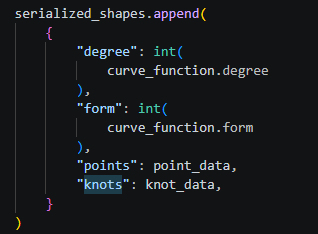 serialized_shapes.append(
    {
        "degree": int(
            curve_function.degree
        ),
        "form": int(
            curve_function.form
        ),
        "points": point_data,
        "knots": knot_data,
    }
)